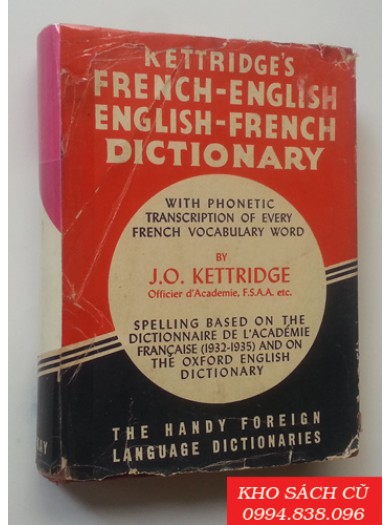 KETTRIDGE'S
FRENCH-ENGLISH
ENGLISH-FRENCH
DICTIONARY
WITH PHONETIC
TRANSCRIPTION OF EVERY
FRENCH VOCABULARY WORD
BY
J.O. KETTRIDGE
Officier d'Academie, F.S.A.A. etc.
SPELLING BASED ON THE
DICTIONNAIRE DE L'ACADÉMIE
FRANÇAISE (1932-1935) AND ON
THE OXFORD ENGLISH
DICTIONARY
THE HANDY FOREIGN
LANGUAGE DICTIONARIES
KHO SÁCH CŨ
0994.838.096